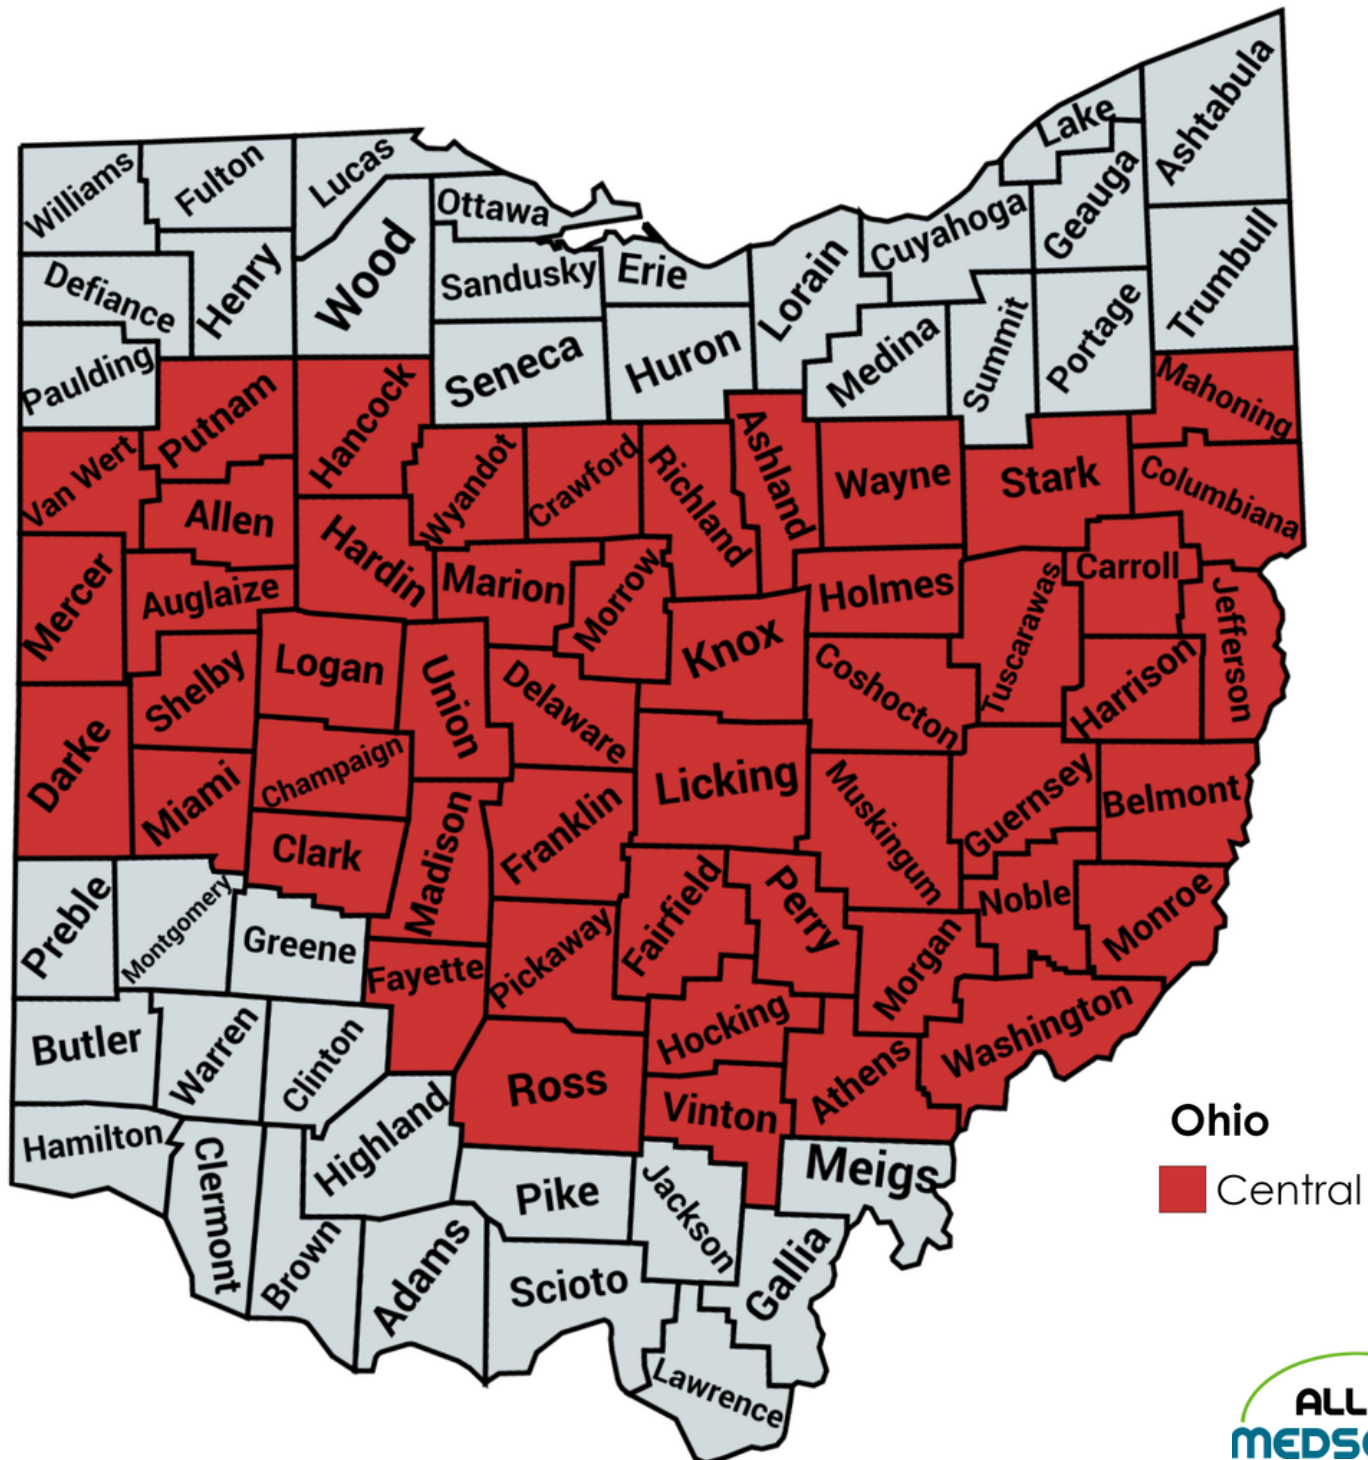 Ashtabula
Lake
Geauga
Cuyahoga
Trumbull
Williams
Fulton
Lucas
Ottawa
Wood
Sandusky
Erie
Lorain
Defiance
Henry
Paulding
Seneca
Huron
Medina
Summit
Portage
Mahoning
Putnam
Hancock
Van Wert
Allen
Wyandot
Crawford
Richland
Ashland
Wayne
Stark
Columbiana
Mercer
Auglaize
Hardin
Marion
Morrow
Holmes
Carroll
Tuscarawas
Jefferson
Knox
Logan
Union
Shelby
Delaware
Coshocton
Harrison
Darke
Miami
Champaign
Licking
Muskingum
Guernsey
Belmont
Clark
Madison
Franklin
Preble
Montgomery
Greene
Fayette
Pickaway
Fairfield
Perry
Morgan
Noble
Monroe
Butler
Warren
Clinton
Ross
Hocking
Athens
Washington
Vinton
Hamilton
Clermont
Highland
Pike
Jackson
Meigs
Brown
Adams
Scioto
Gallia
Lawrence
Ohio
Central
ALL